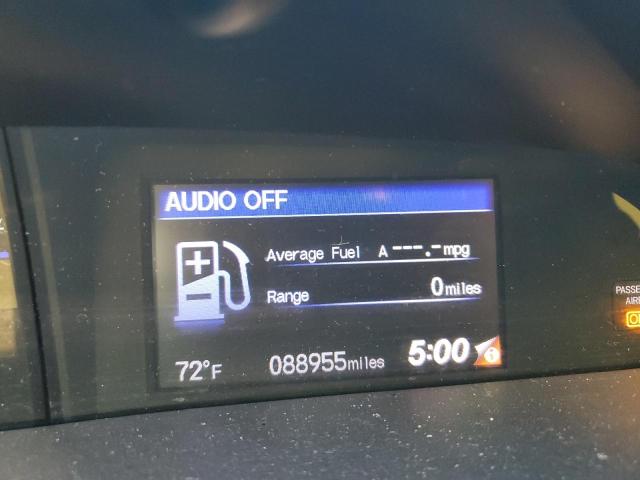 AUDIO OFF
Average Fuel A ---.- mpg
Range 0 miles
72°F 088955 miles 5:00